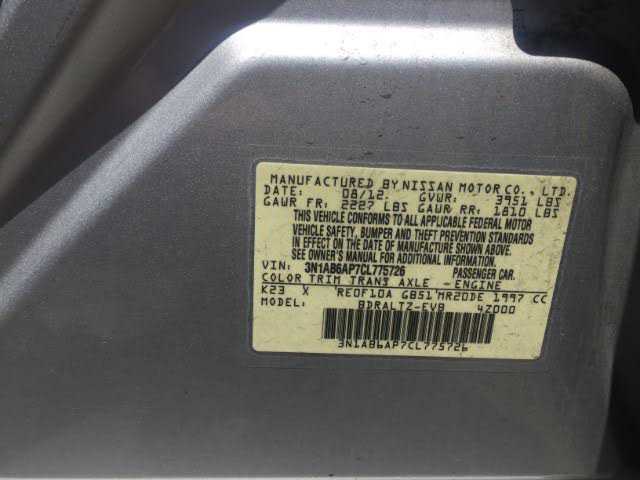 MANUFACTURED BY NISSAN MOTOR CO., LTD.
DATE: 08/12 GVWR: 3951 LBS
GAWR FR: 2227 LBS GAWR RR: 1810 LBS
THIS VEHICLE CONFORMS TO ALL APPLICABLE FEDERAL MOTOR
VEHICLE SAFETY, BUMPER AND THEFT PREVENTION STANDARDS
IN EFFECT ON THE DATE OF MANUFACTURE SHOWN ABOVE.
SEE OWNER'S MANUAL FOR ADDITIONAL INFORMATION.
VIN: 3N1AB6AP7CL775726 PASSENGER CAR.
COLOR TRIM TRANS AXLE ENGINE
K23 X RE0F10A GB51 MR20DE 1997 CC
MODEL: BDRALTZ-EVB 4Z000
3N1AB6AP7CL775726